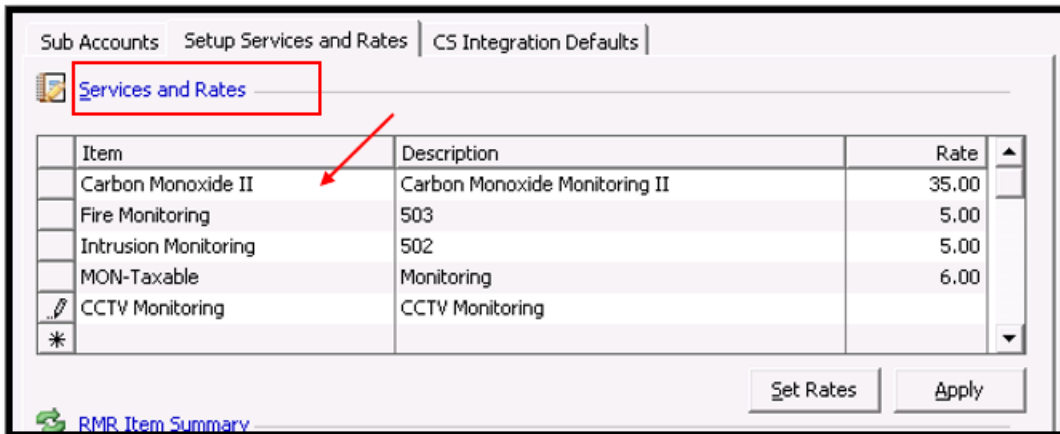 Sub Accounts Setup Services and Rates CS Integration Defaults
Services and Rates
Item Description Rate
Carbon Monoxide II Carbon Monoxide Monitoring II 35.00
Fire Monitoring 503 5.00
Intrusion Monitoring 502 5.00
MON-Taxable Monitoring 6.00
CCTV Monitoring CCTV Monitoring
Set Rates Apply
RMR Item Summary